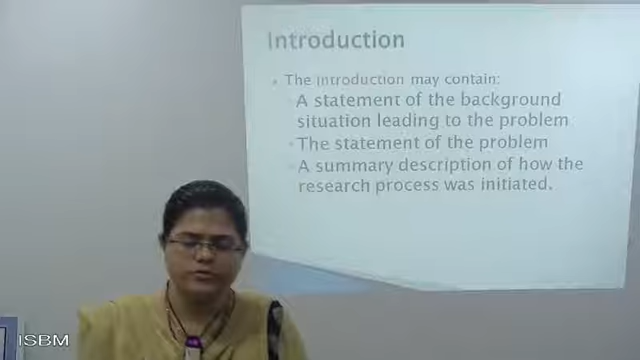 Introduction
The introduction may contain:
A statement of the background
situation leading to the problem
The statement of the problem
A summary description of how the
research process was initiated.
ISBM